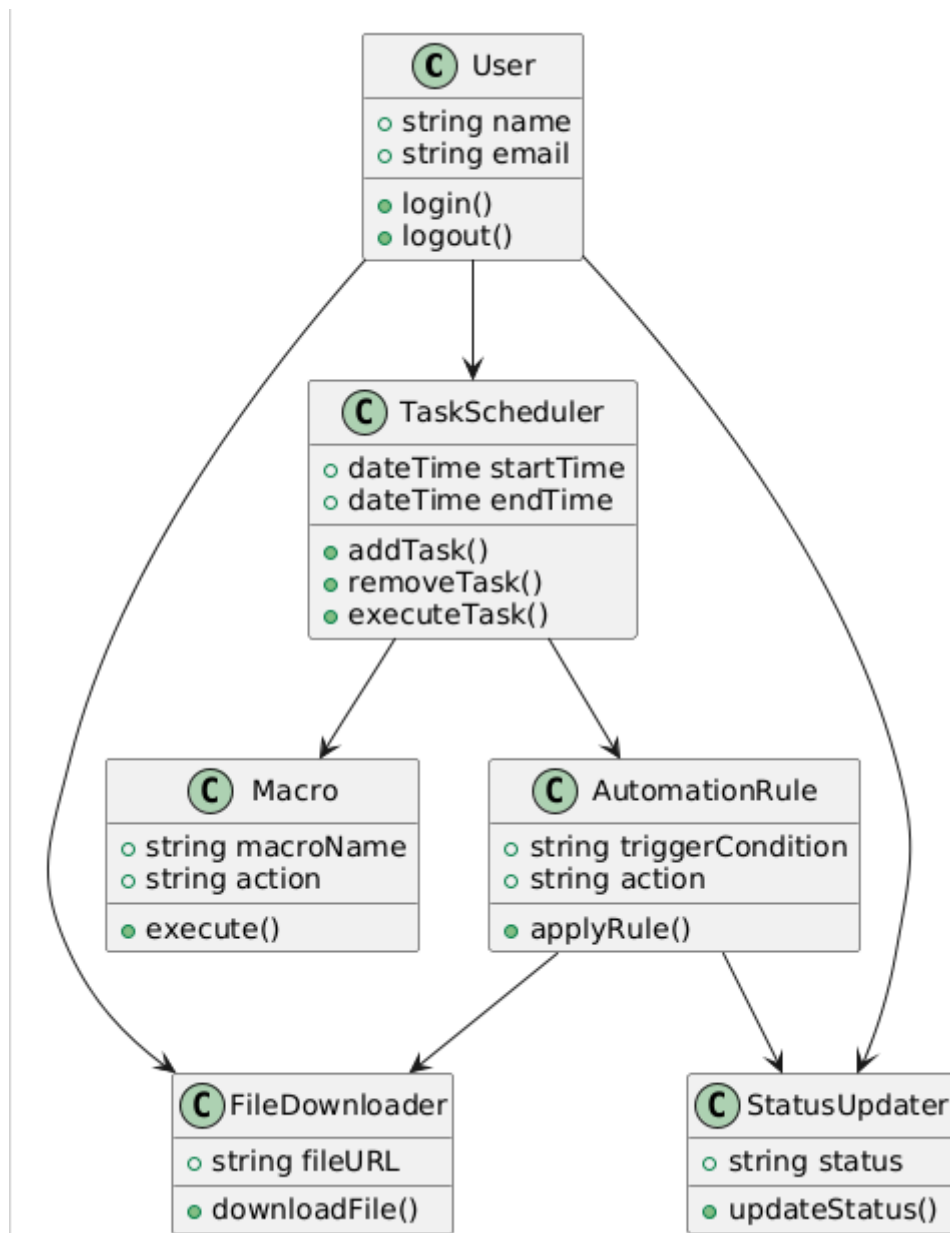 C User
string name
string email
login()
logout()
C TaskScheduler
dateTime startTime
dateTime endTime
addTask()
removeTask()
executeTask()
C Macro
string macroName
string action
execute()
C AutomationRule
string triggerCondition
string action
applyRule()
C FileDownloader
string fileURL
downloadFile()
C StatusUpdater
string status
updateStatus()